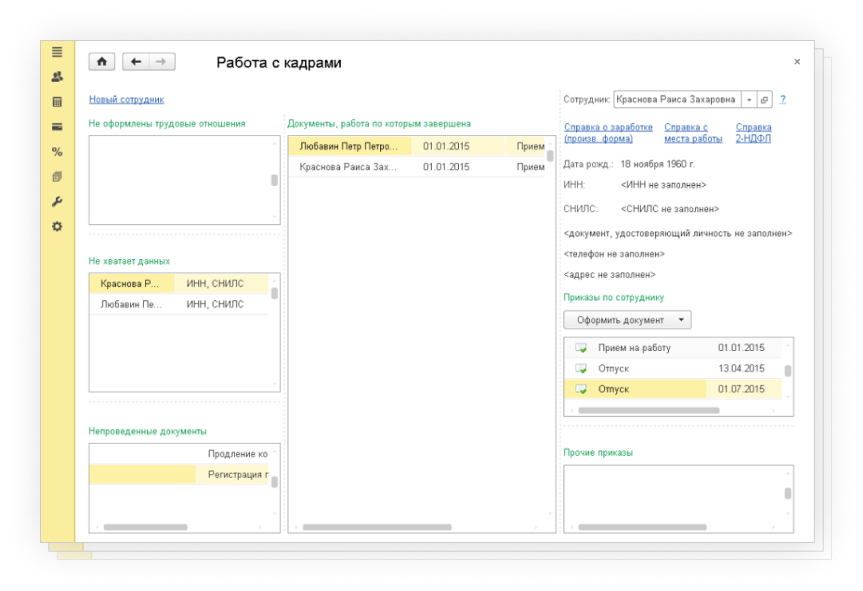 Работа с кадрами
×
Новый сотрудник
Не оформлены трудовые отношения
Не хватает данных
Краснова Р... ИНН, СНИЛС
Любавин Пе... ИНН, СНИЛС
Непроведенные документы
Продление ко
Регистрация г
Документы, работа по которым завершена
Любавин Петр Петро... 01.01.2015 Прием
Краснова Раиса Зах... 01.01.2015 Прием
Сотрудник: Краснова Раиса Захаровна ?
Справка о заработке
(произв. форма)
Справка с
места работы
Справка
2-НДФЛ
Дата рожд.: 18 ноября 1960 г.
ИНН: <ИНН не заполнен>
СНИЛС: <СНИЛС не заполнен>
<документ, удостоверяющий личность не заполнен>
<телефон не заполнен>
<адрес не заполнен>
Приказы по сотруднику
Оформить документ
Прием на работу 01.01.2015
Отпуск 13.04.2015
Отпуск 01.07.2015
Прочие приказы